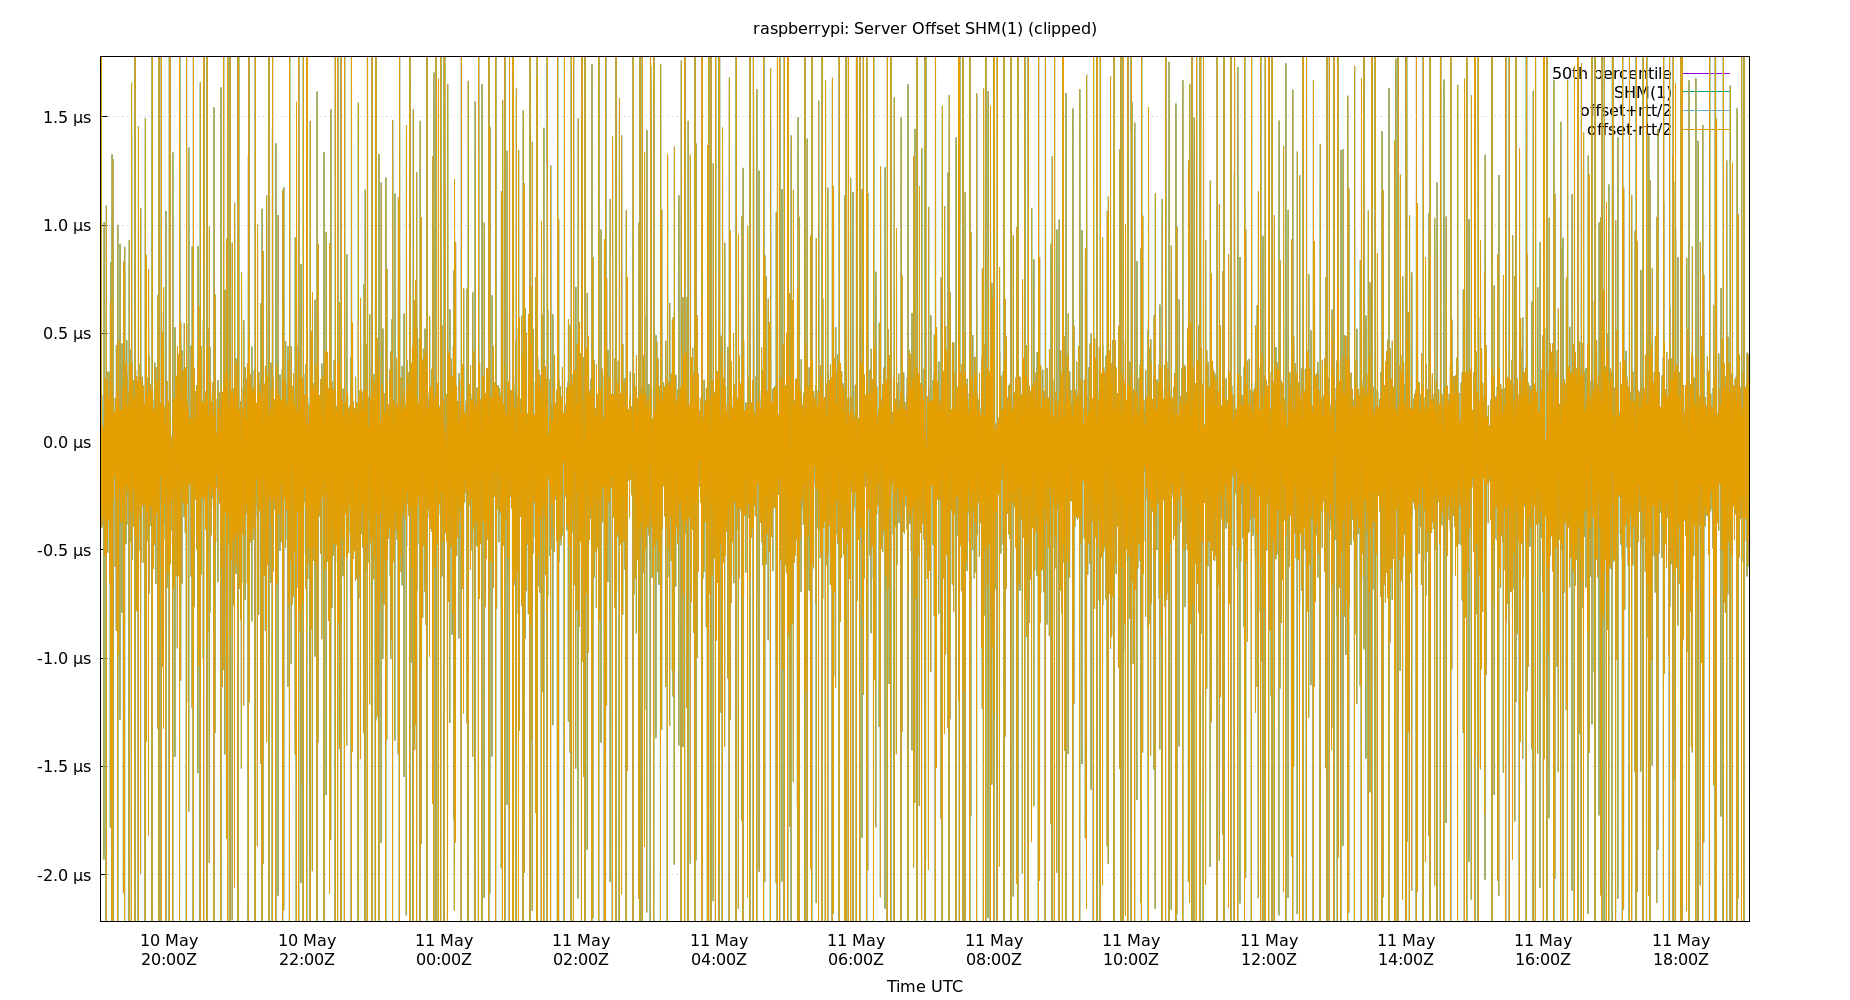 raspberrypi: Server Offset SHM(1) (clipped)
50th percentile
SHM(1)
offset+rtt/2
offset-rtt/2
1.5 µs
1.0 µs
0.5 µs
0.0 µs
-0.5 µs
-1.0 µs
-1.5 µs
-2.0 µs
10 May 10 May 11 May 11 May 11 May 11 May 11 May 11 May 11 May 11 May 11 May 11 May
20:00Z 22:00Z 00:00Z 02:00Z 04:00Z 06:00Z 08:00Z 10:00Z 12:00Z 14:00Z 16:00Z 18:00Z
Time UTC